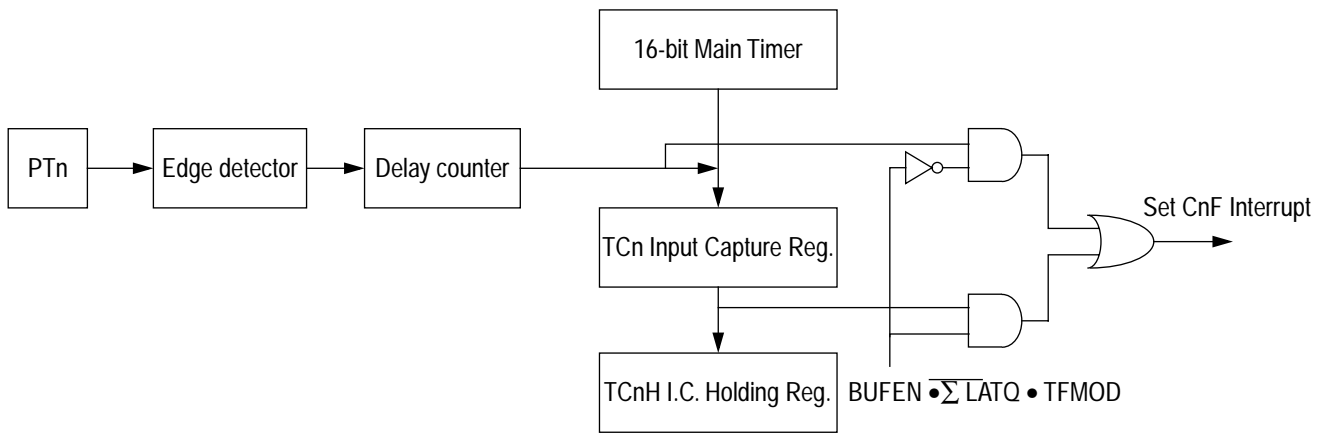 16-bit Main Timer
PTn
Edge detector
Delay counter
Set CnF Interrupt
TCn Input Capture Reg.
TCnH I.C. Holding Reg.
BUFEN •∑ LATQ • TFMOD